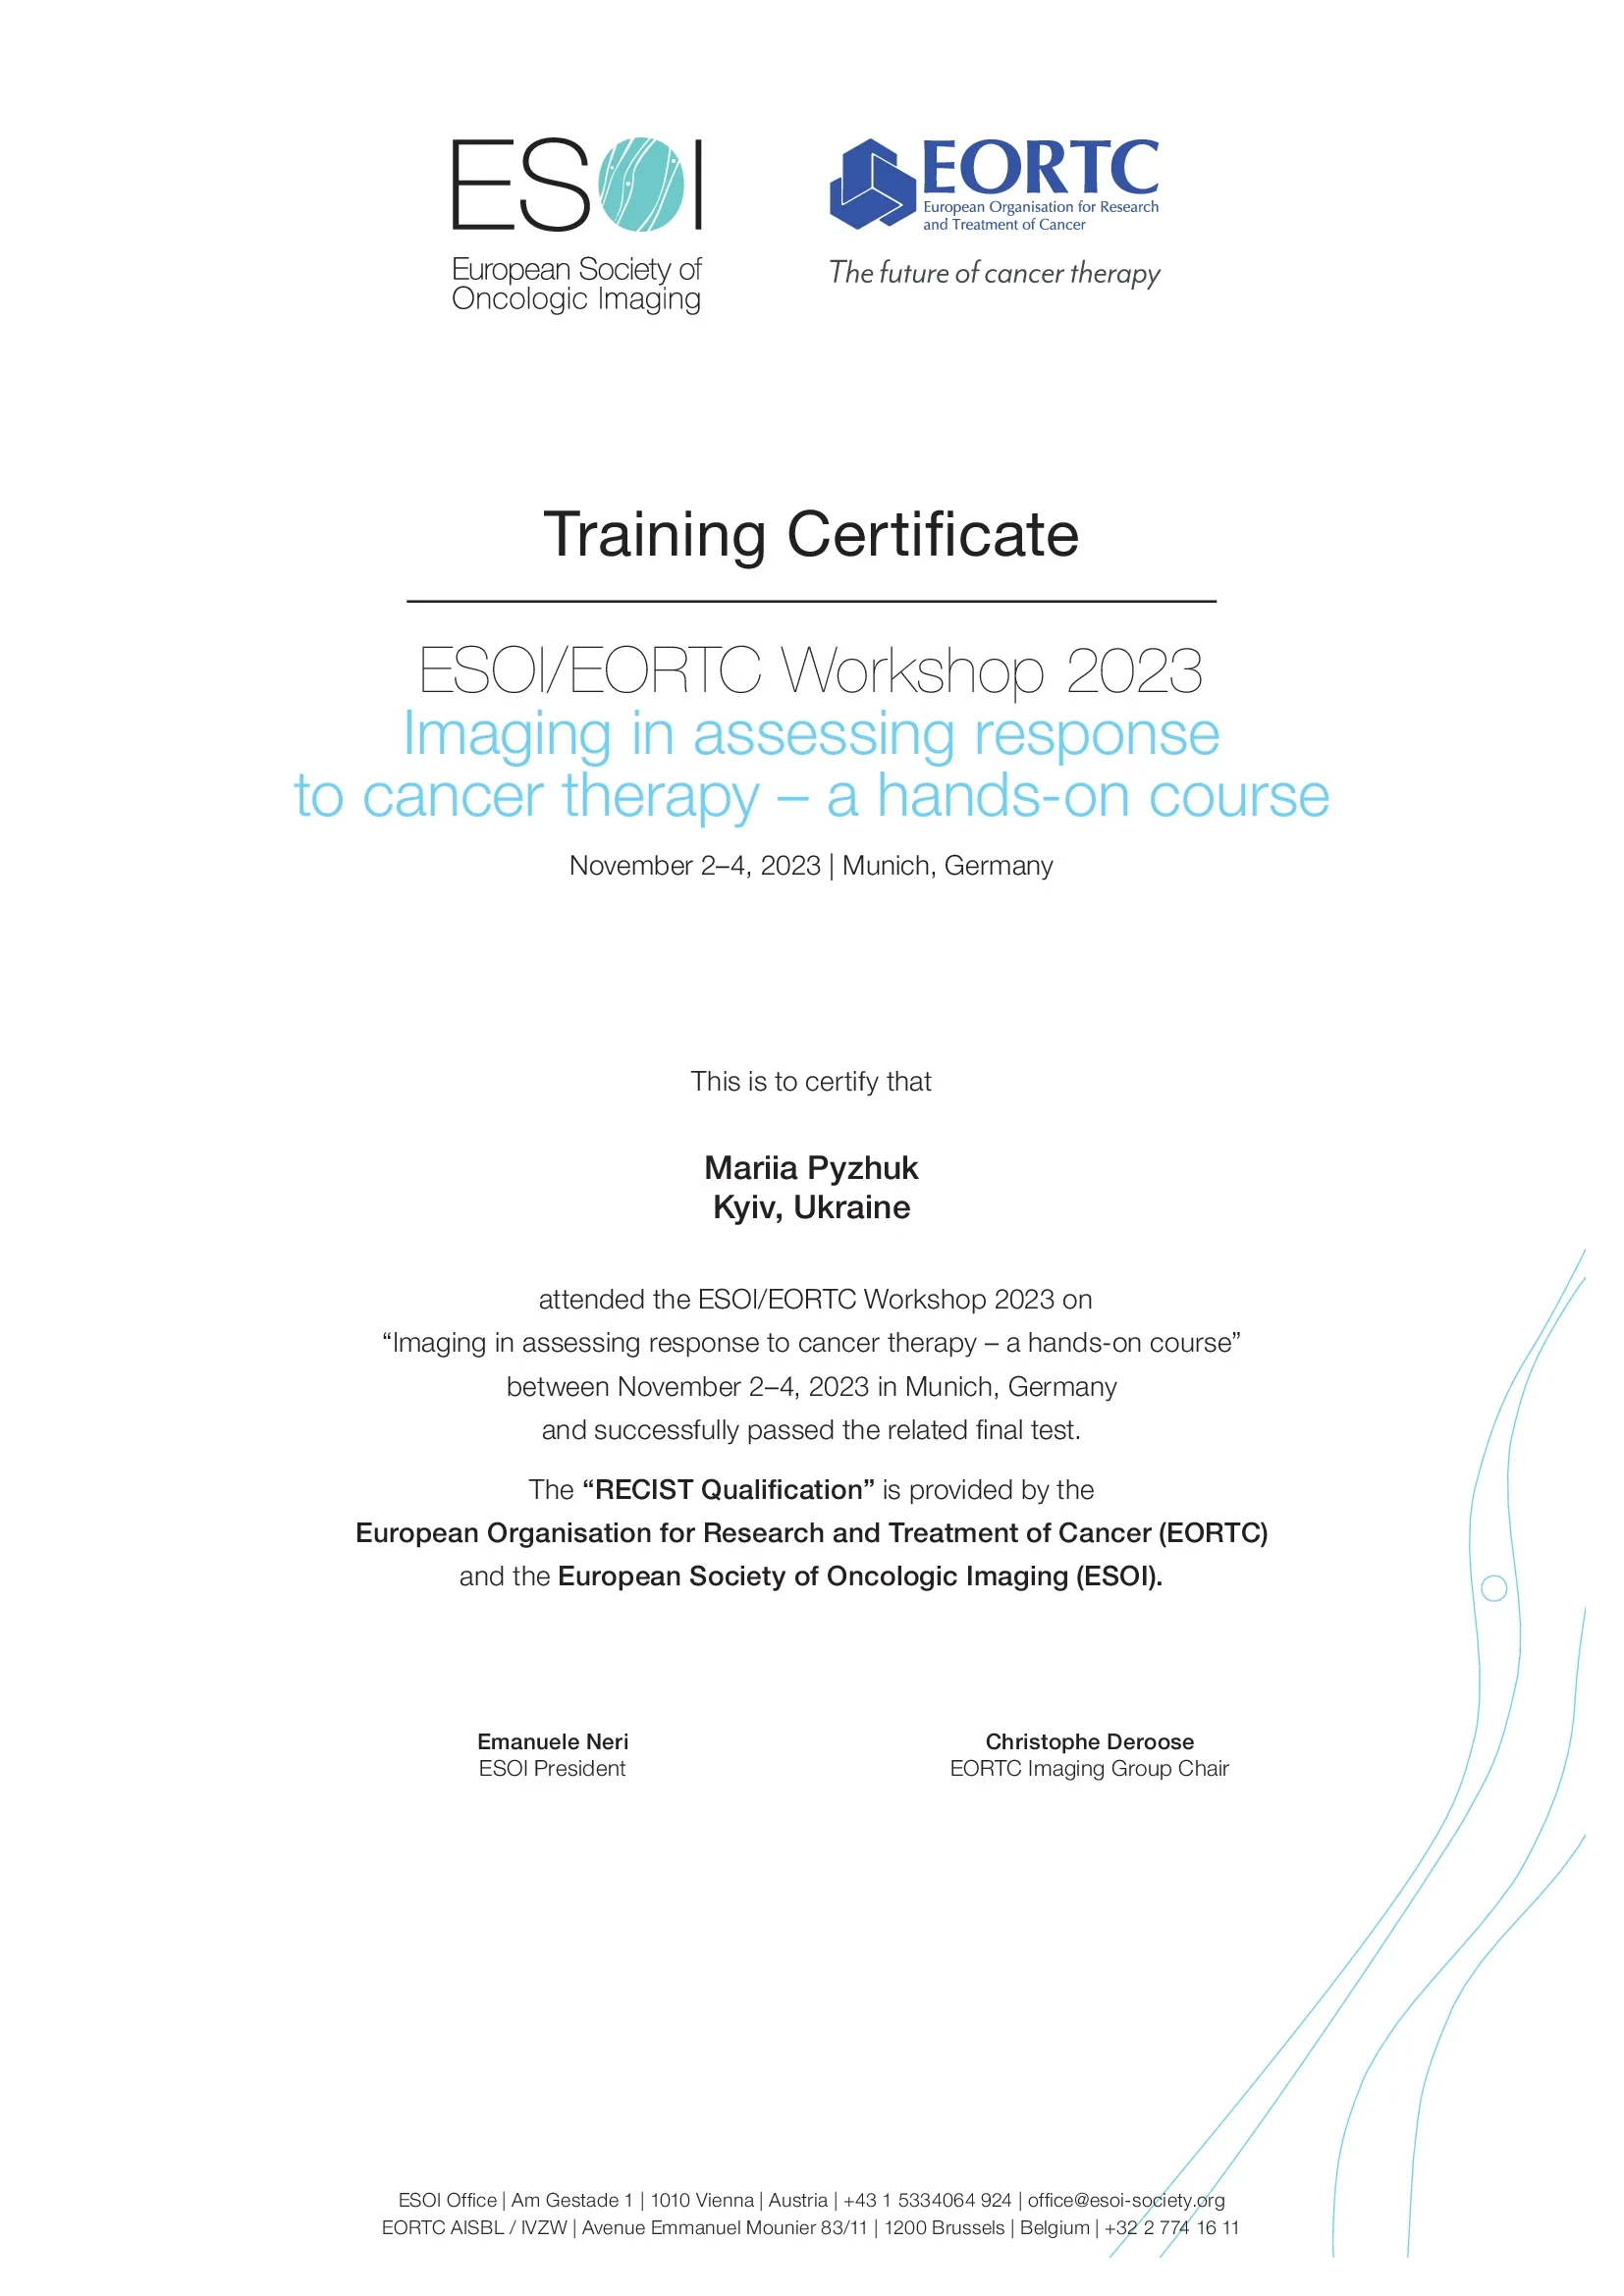 ESOI
European Society of
Oncologic Imaging
EORTC
European Organisation for Research
and Treatment of Cancer
The future of cancer therapy
Training Certificate
ESOI/EORTC Workshop 2023
Imaging in assessing response
to cancer therapy – a hands-on course
November 2–4, 2023 | Munich, Germany
This is to certify that
Mariia Pyzhuk
Kyiv, Ukraine
attended the ESOI/EORTC Workshop 2023 on
“Imaging in assessing response to cancer therapy – a hands-on course”
between November 2–4, 2023 in Munich, Germany
and successfully passed the related final test.
The “RECIST Qualification” is provided by the
European Organisation for Research and Treatment of Cancer (EORTC)
and the European Society of Oncologic Imaging (ESOI).
Emanuele Neri
ESOI President
Christophe Deroose
EORTC Imaging Group Chair
ESOI Office | Am Gestade 1 | 1010 Vienna | Austria | +43 1 5334064 924 | office@esoi-society.org
EORTC AISBL / IVZW | Avenue Emmanuel Mounier 83/11 | 1200 Brussels | Belgium | +32 2 774 16 11